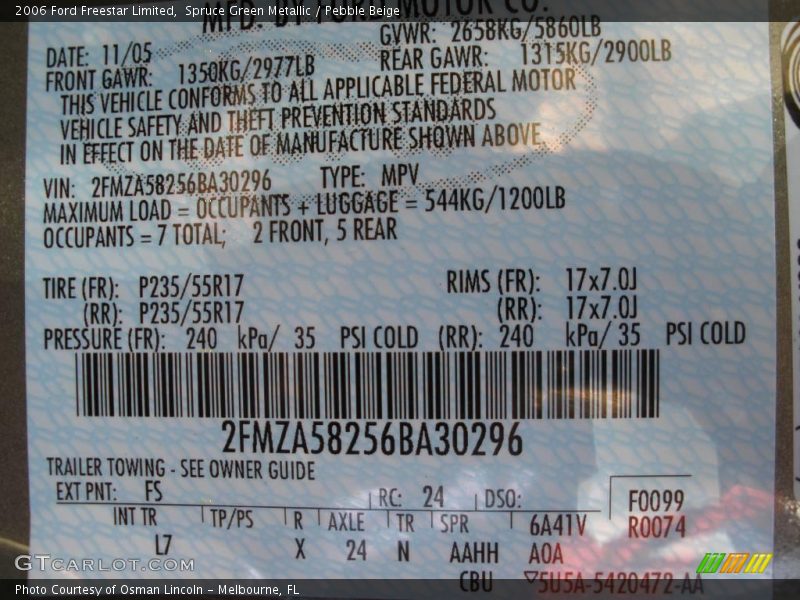 2006 Ford Freestar Limited,  Spruce Green Metallic / Pebble Beige
MFD. BY FORD MOTOR CO.
DATE: 11/05 GVWR: 2658KG/5860LB
FRONT GAWR: 1350KG/2977LB REAR GAWR: 1315KG/2900LB
THIS VEHICLE CONFORMS TO ALL APPLICABLE FEDERAL MOTOR
VEHICLE SAFETY AND THEFT PREVENTION STANDARDS
IN EFFECT ON THE DATE OF MANUFACTURE SHOWN ABOVE
VIN: 2FMZA58256BA30296 TYPE: MPV
MAXIMUM LOAD = OCCUPANTS + LUGGAGE = 544KG/1200LB
OCCUPANTS = 7 TOTAL; 2 FRONT, 5 REAR
TIRE (FR): P235/55R17 RIMS (FR): 17x7.0J
(RR): P235/55R17 (RR): 17x7.0J
PRESSURE (FR): 240 kPa/ 35 PSI COLD (RR): 240 kPa/ 35 PSI COLD
2FMZA58256BA30296
TRAILER TOWING - SEE OWNER GUIDE
EXT PNT: FS RC: 24 DSO: F0099
INT TR TP/PS R AXLE TR SPR 6A41V R0074
L7 X 24 N AAHH A0A
CBU ▽5U5A-5420472-AA
GTCARLOT.COM
Photo Courtesy of Osman Lincoln – Melbourne, FL